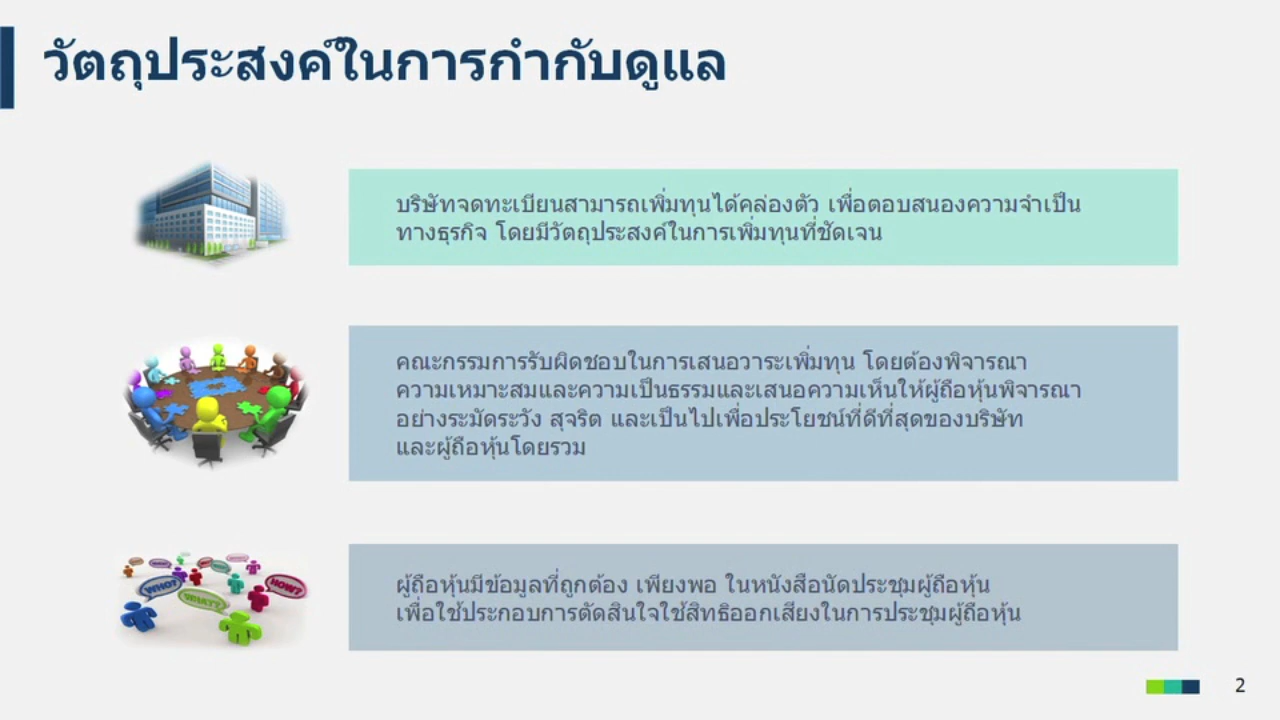 วัตถุประสงค์ในการกำกับดูแล
บริษัทจดทะเบียนสามารถเพิ่มทุนได้คล่องตัว เพื่อตอบสนองความจำเป็น
ทางธุรกิจ โดยมีวัตถุประสงค์ในการเพิ่มทุนที่ชัดเจน
คณะกรรมการรับผิดชอบในการเสนอวาระเพิ่มทุน โดยต้องพิจารณา
ความเหมาะสมและความเป็นธรรมและเสนอความเห็นให้ผู้ถือหุ้นพิจารณา
อย่างระมัดระวัง สุจริต และเป็นไปเพื่อประโยชน์ที่ดีที่สุดของบริษัท
และผู้ถือหุ้นโดยรวม
WHO?
WHAT?
HOW?
ผู้ถือหุ้นมีข้อมูลที่ถูกต้อง เพียงพอ ในหนังสือนัดประชุมผู้ถือหุ้น
เพื่อใช้ประกอบการตัดสินใจใช้สิทธิออกเสียงในการประชุมผู้ถือหุ้น
2